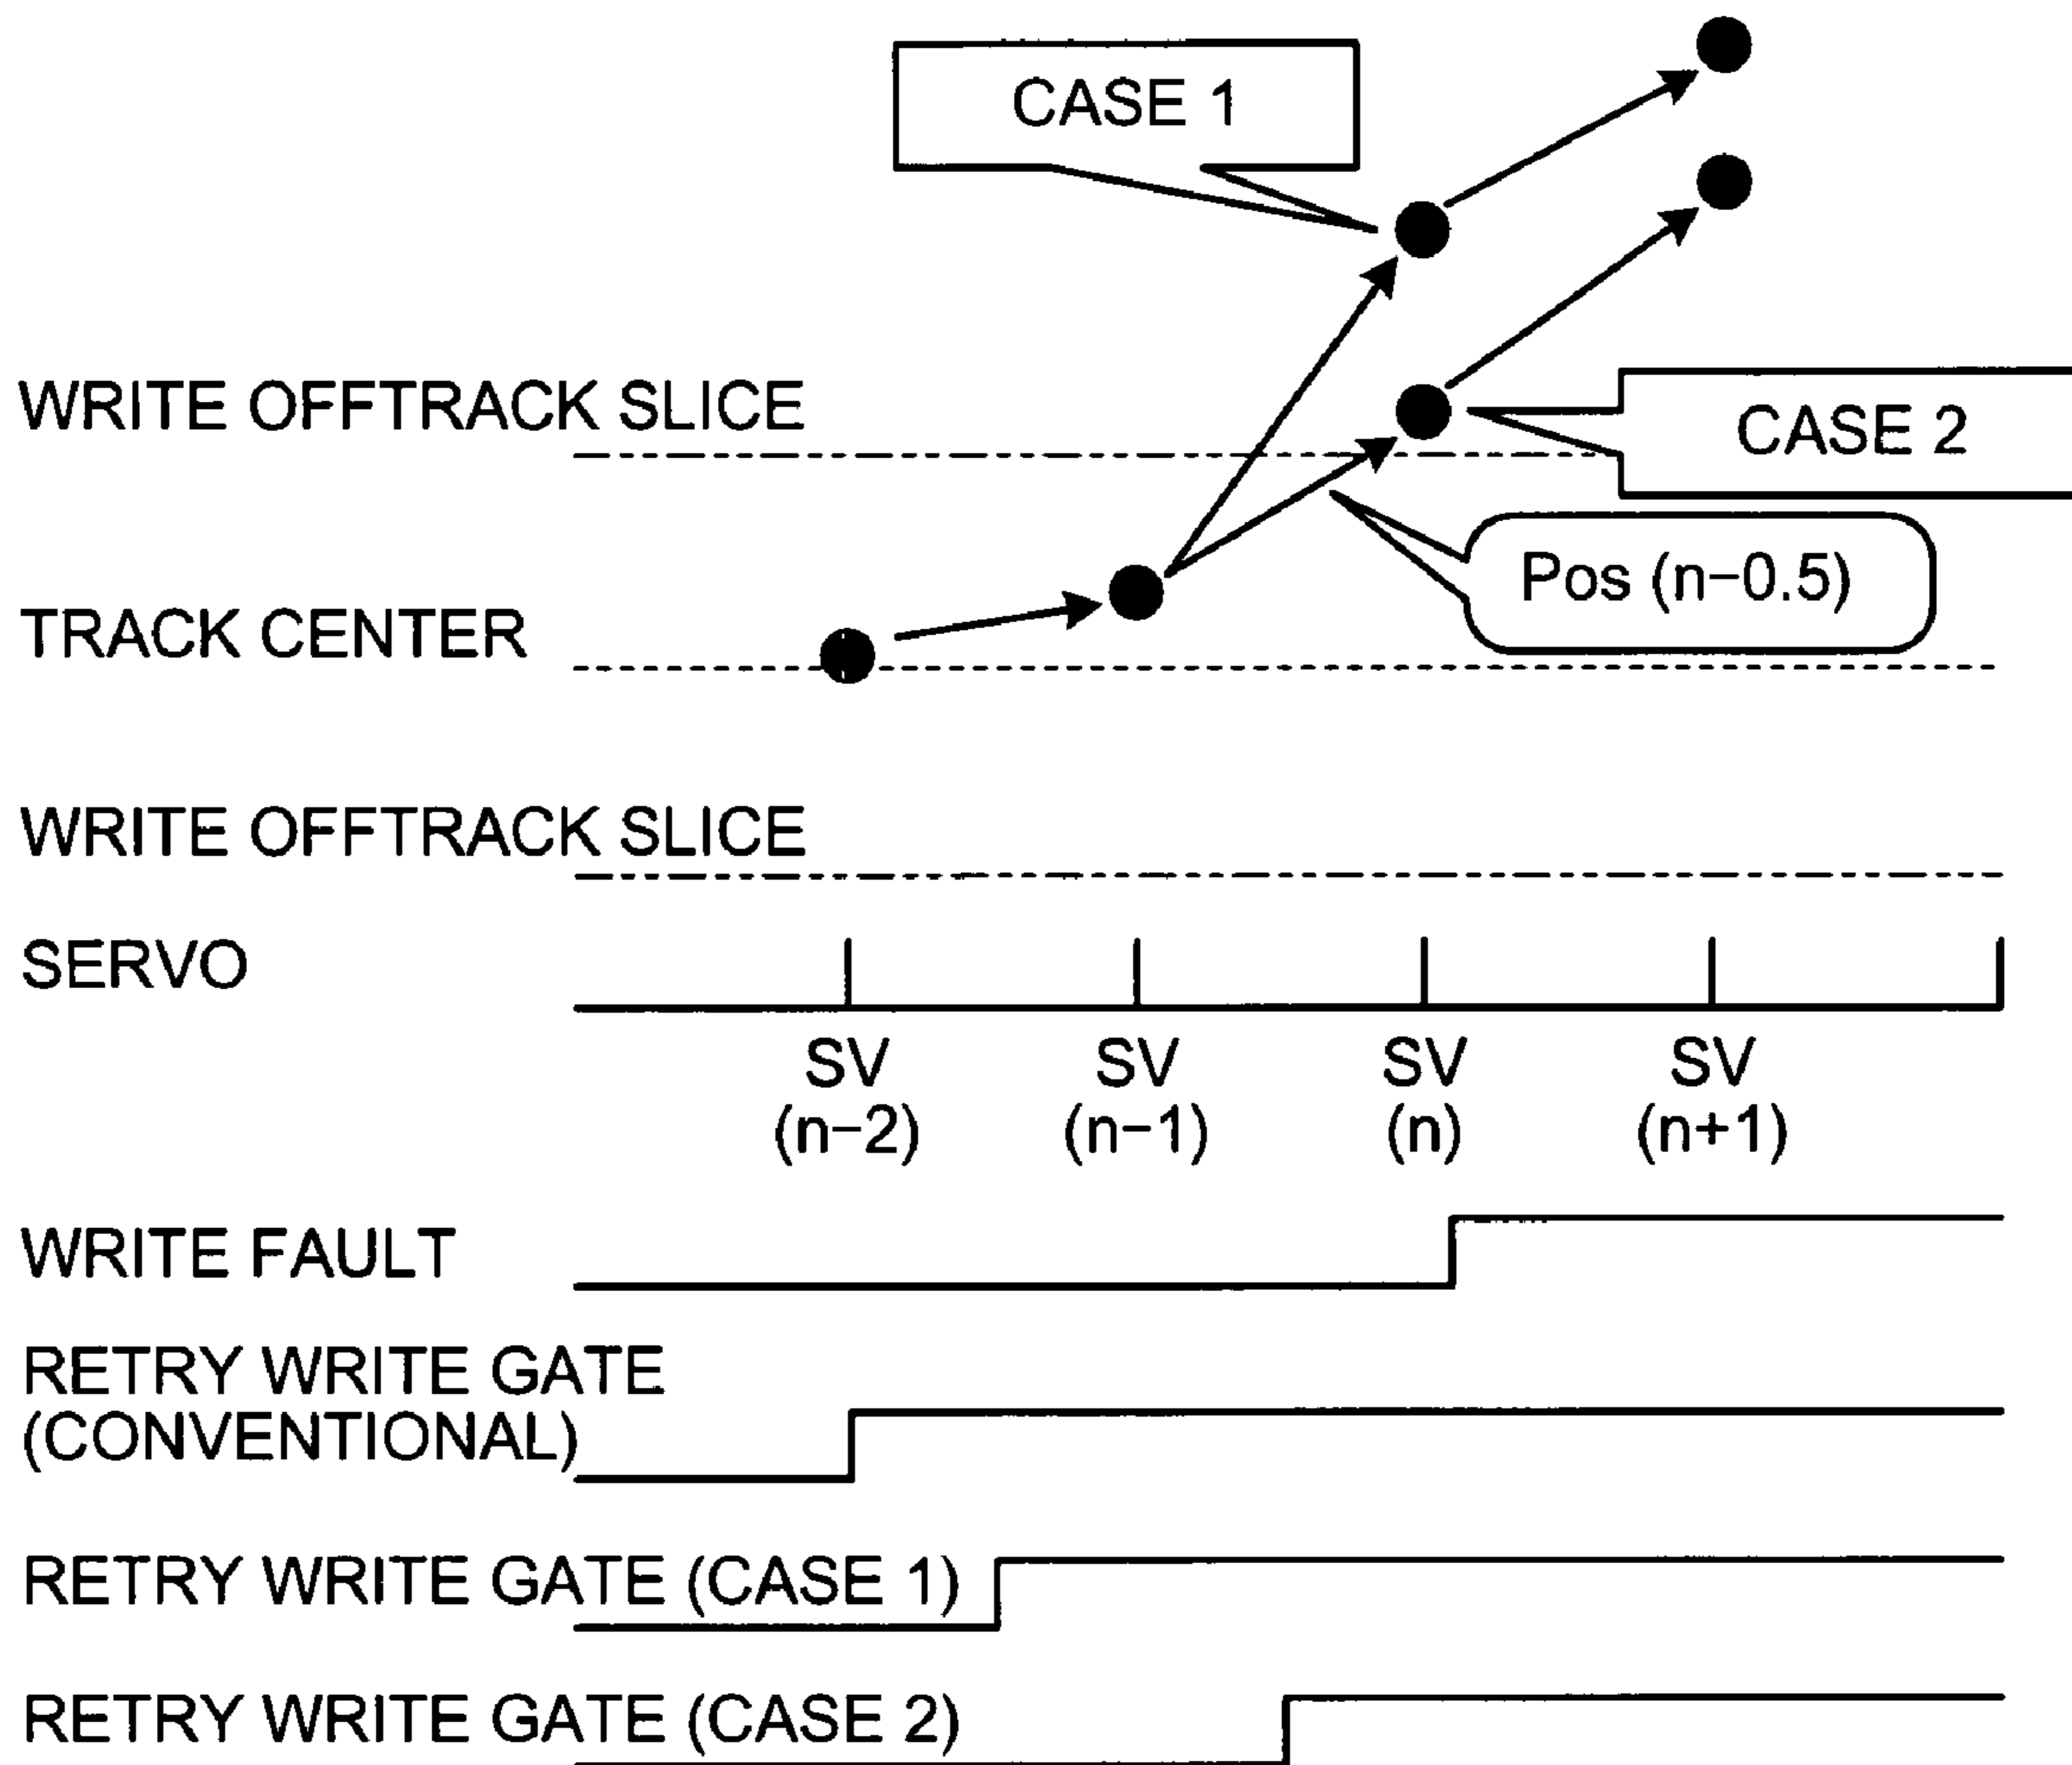 CASE 1
WRITE OFFTRACK SLICE
CASE 2
Pos (n−0.5)
TRACK CENTER
WRITE OFFTRACK SLICE
SERVO
SV SV SV SV
(n−2) (n−1) (n) (n+1)
WRITE FAULT
RETRY WRITE GATE
(CONVENTIONAL)
RETRY WRITE GATE (CASE 1)
RETRY WRITE GATE (CASE 2)